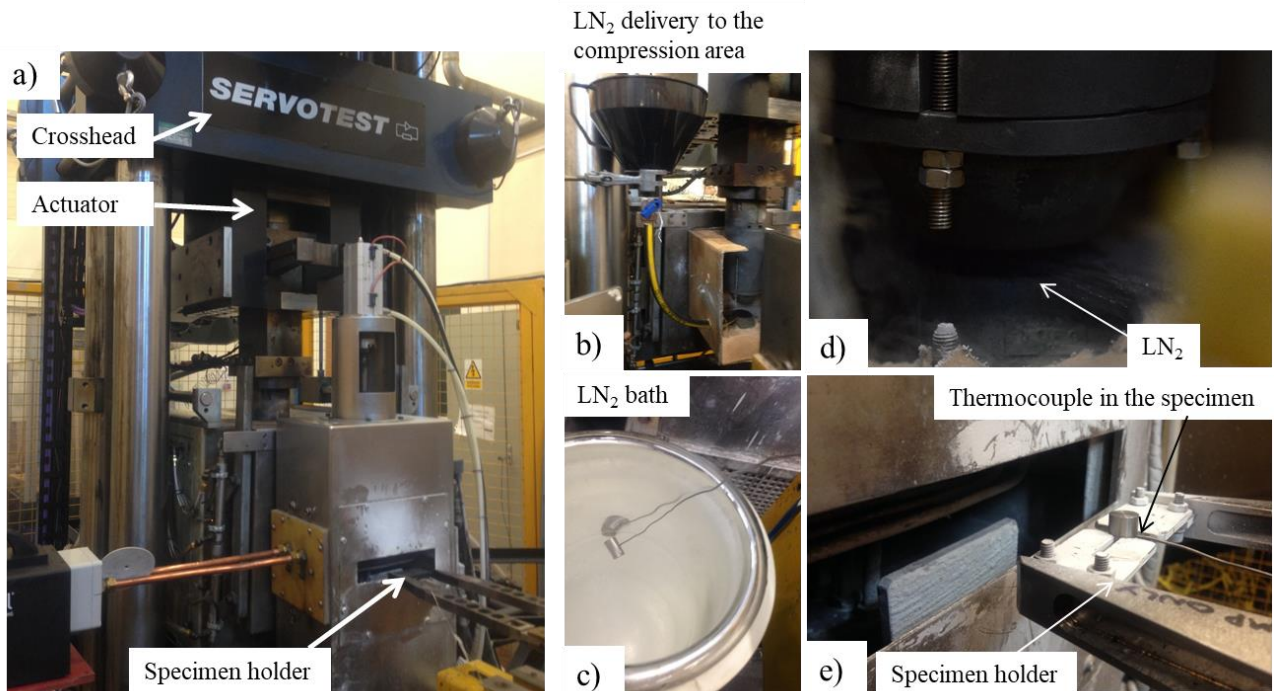 a)
SERVOTEST
Crosshead
Actuator
Specimen holder
LN₂ delivery to the
compression area
b)
LN₂ bath
c)
d)
LN₂
Thermocouple in the specimen
e)
Specimen holder
ONLY